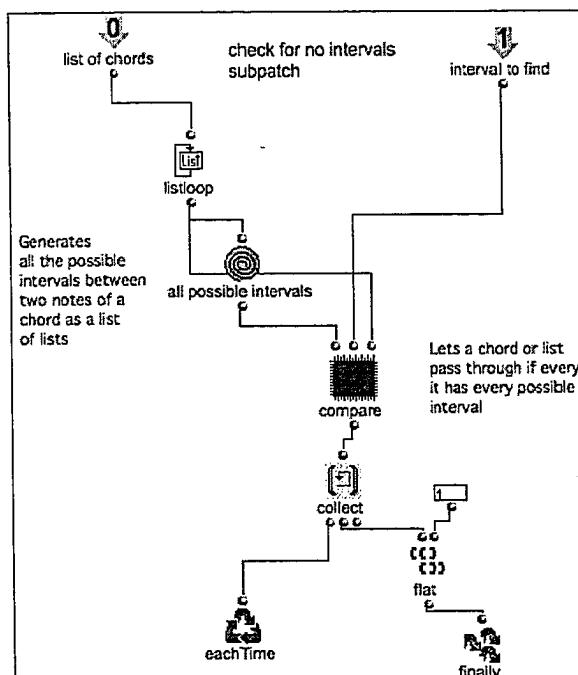 0
list of chords
check for no intervals
subpatch
1
interval to find
List
listloop
Generates
all the possible
intervals between
two notes of a
chord as a list
of lists
all possible intervals
Lets a chord or list
pass through if every
it has every possible
interval
compare
collect
1
flat
eachTime
finally